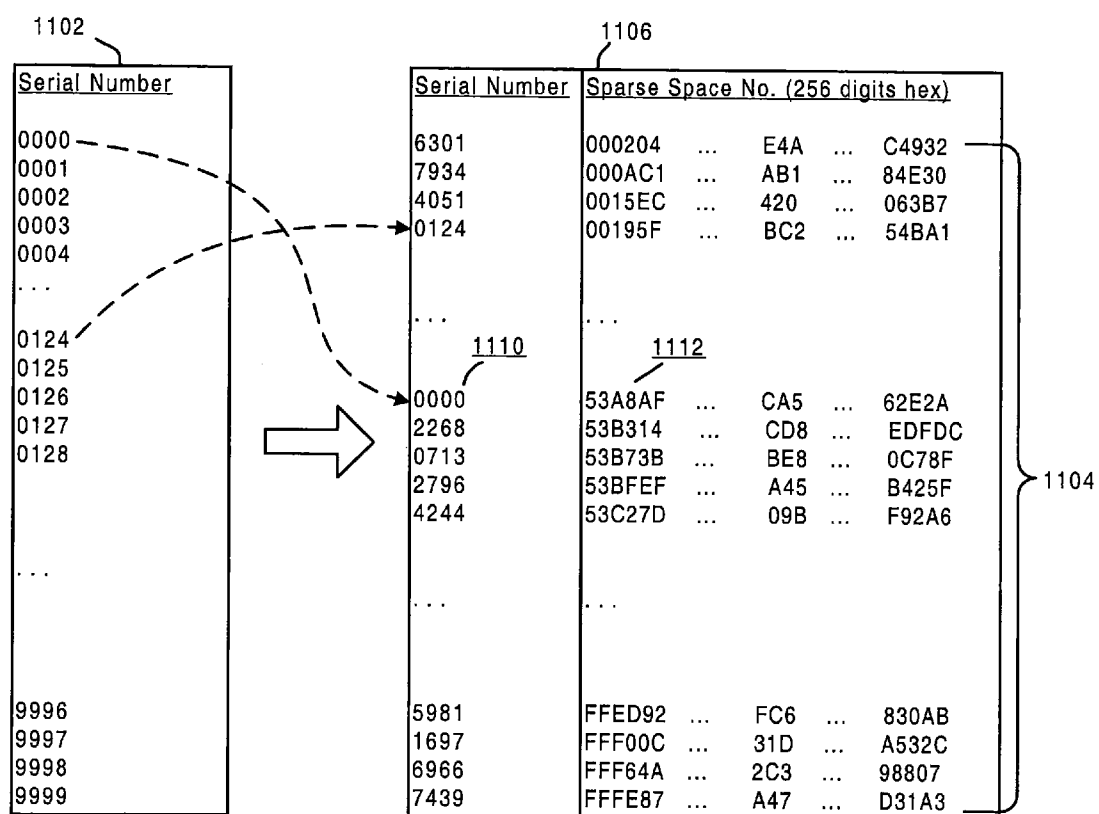 1102
1106
Serial Number
0000
0001
0002
0003
0004
...
0124
0125
0126
0127
0128
...
9996
9997
9998
9999
Serial Number Sparse Space No. (256 digits hex)
6301 000204 ... E4A ... C4932
7934 000AC1 ... AB1 ... 84E30
4051 0015EC ... 420 ... 063B7
0124 00195F ... BC2 ... 54BA1
... ...
1110 1112
0000 53A8AF ... CA5 ... 62E2A
2268 53B314 ... CD8 ... EDFDC
0713 53B73B ... BE8 ... 0C78F
2796 53BFEF ... A45 ... B425F
4244 53C27D ... 09B ... F92A6
... ...
5981 FFED92 ... FC6 ... 830AB
1697 FFF00C ... 31D ... A532C
6966 FFF64A ... 2C3 ... 98807
7439 FFFE87 ... A47 ... D31A3
1104